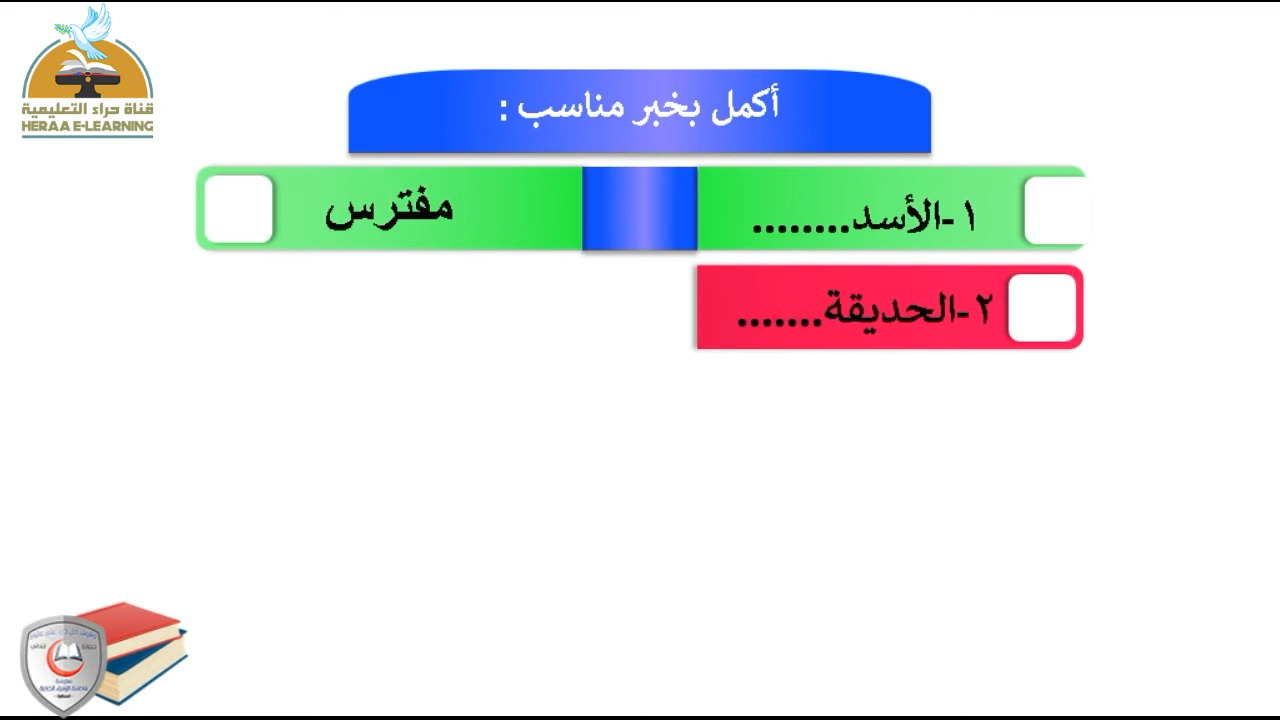 قناة حراء التعليمية
HERAA E-LEARNING
أكمل بخبر مناسب :
١-الأسد........
مفترس
٢-الحديقة.......